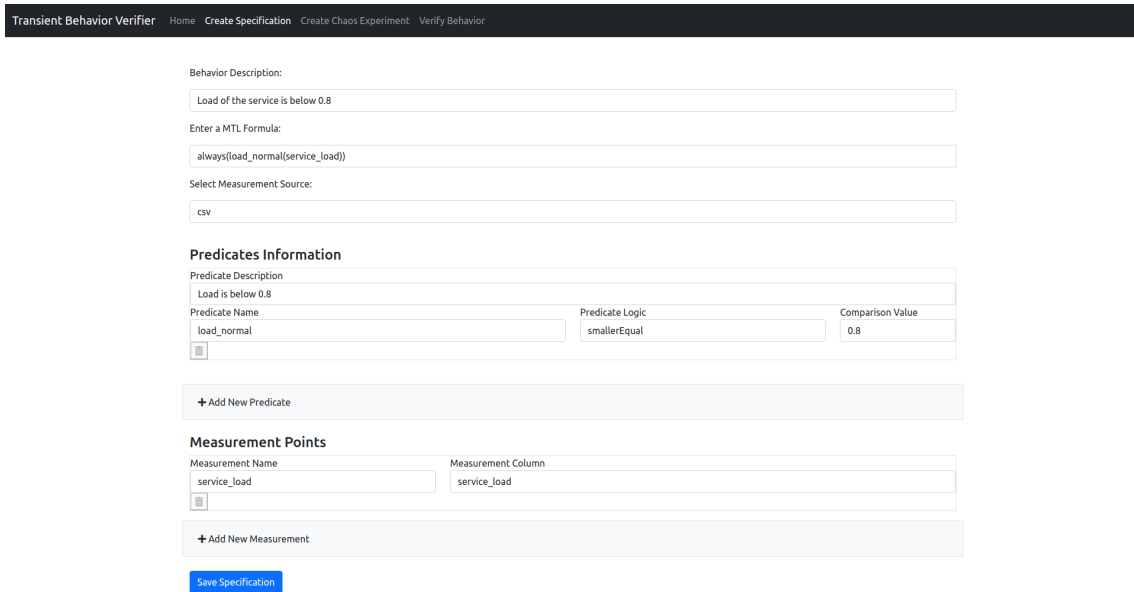 Transient Behavior Verifier Home Create Specification Create Chaos Experiment Verify Behavior
Behavior Description:
Load of the service is below 0.8
Enter a MTL Formula:
always(load_normal(service_load))
Select Measurement Source:
csv
Predicates Information
Predicate Description
Load is below 0.8
Predicate Name Predicate Logic Comparison Value
load_normal smallerEqual 0.8
+ Add New Predicate
Measurement Points
Measurement Name Measurement Column
service_load service_load
+ Add New Measurement
Save Specification